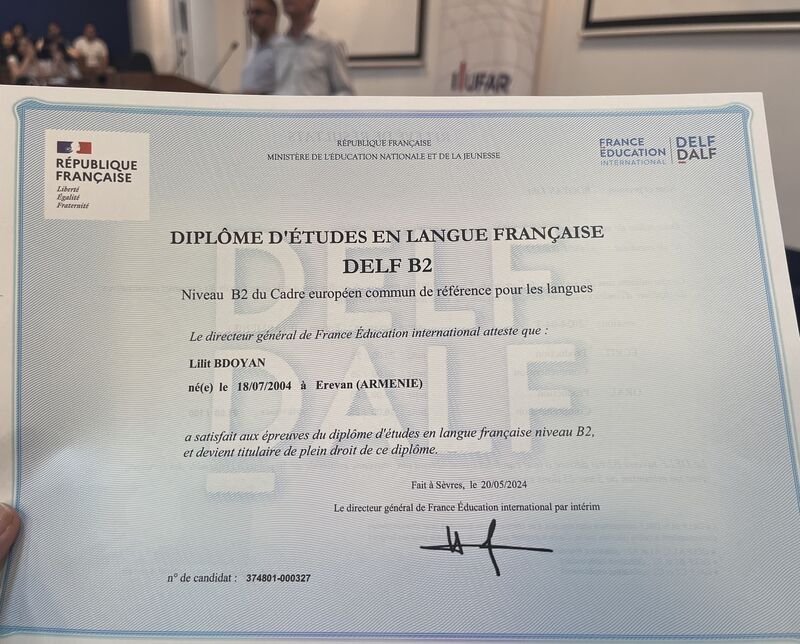 UFAR
RÉPUBLIQUE
FRANÇAISE
Liberté
Égalité
Fraternité
RÉPUBLIQUE FRANÇAISE
MINISTÈRE DE L'ÉDUCATION NATIONALE ET DE LA JEUNESSE
FRANCE
ÉDUCATION
INTERNATIONAL
DELF
DALF
DIPLÔME D'ÉTUDES EN LANGUE FRANÇAISE
DELF B2
Niveau B2 du Cadre européen commun de référence pour les langues
Le directeur général de France Éducation international atteste que :
Lilit BDOYAN
né(e) le 18/07/2004 à Erevan (ARMENIE)
a satisfait aux épreuves du diplôme d'études en langue française niveau B2,
et devient titulaire de plein droit de ce diplôme.
Fait à Sèvres, le 20/05/2024
Le directeur général de France Éducation international par intérim
n° de candidat : 374801-000327
DELF
DALF